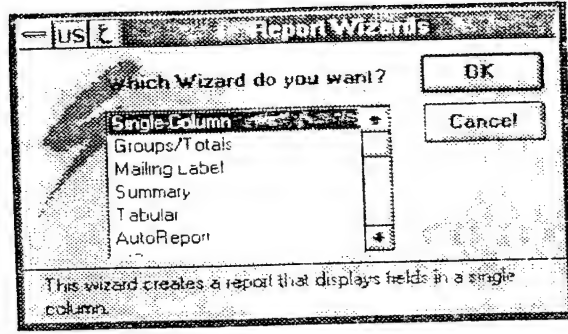 US
Report Wizards
Which Wizard do you want?
OK
Cancel
Single Column
Groups/Totals
Mailing Label
Summary
Tabular
AutoReport
This wizard creates a report that displays fields in a single
column.